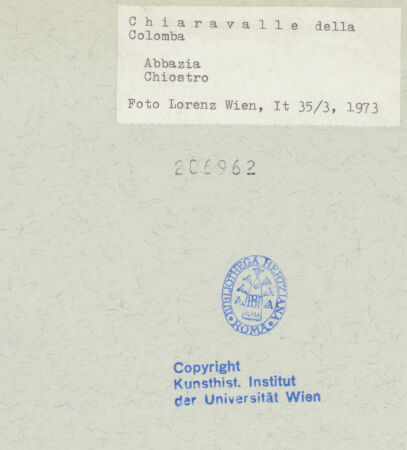 Chiaravalle della
Colomba
Abbazia
Chiostro
Foto Lorenz Wien, It 35/3, 1973
206962
BIBLIOTHECA HERTZIANA
ROMA
Copyright
Kunsthist. Institut
der Universität Wien